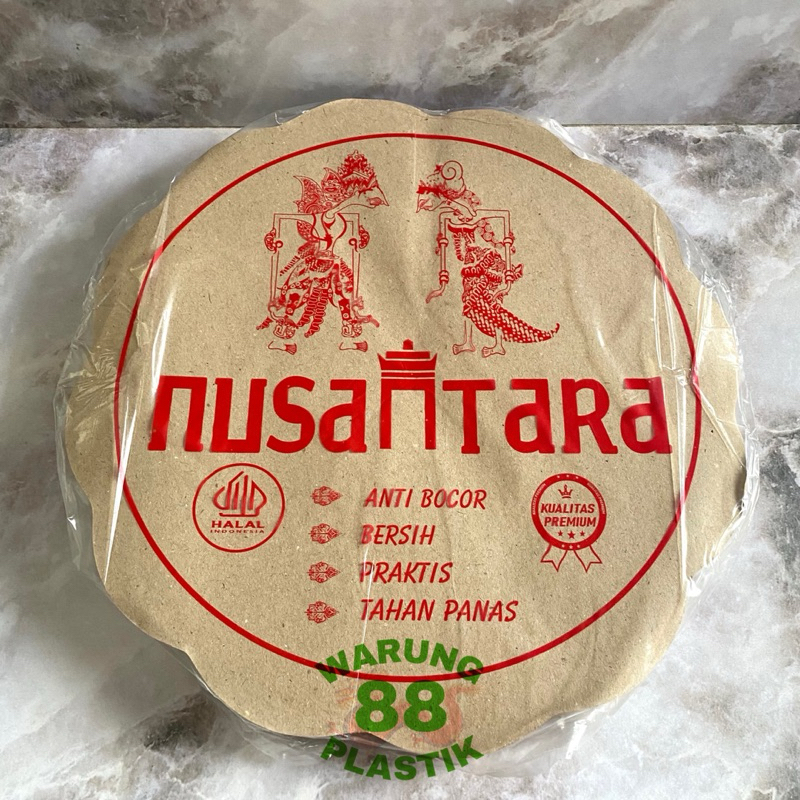 nusantara
HALAL
INDONESIA
ANTI BOCOR
BERSIH
PRAKTIS
TAHAN PANAS
KUALITAS
PREMIUM
WARUNG
88
PLASTIK